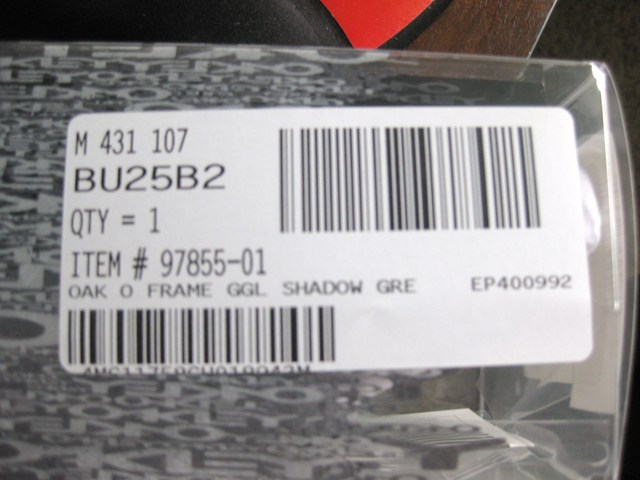 M 431 107
BU25B2
QTY = 1
ITEM # 97855-01
OAK O FRAME GGL SHADOW GRE EP400992